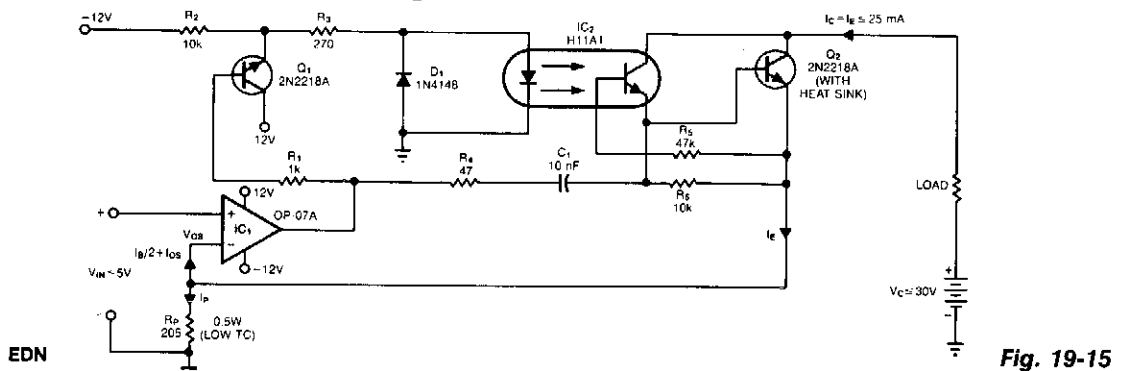 -12V
R2
10k
R3
270
Q1
2N2218A
12V
D1
1N4148
IC2
H11A1
IC = IE ≤ 25 mA
Q2
2N2218A
(WITH
HEAT SINK)
R5
47k
R1
1k
R4
47
C1
10 nF
R5
10k
LOAD
IE
+
12V
OP-07A
+
IC1
-
VOS
IB/2+IOS
-12V
VIN<5V
IP
RP
205
0.5W
(LOW TC)
+
VC≤30V
-
EDN
Fig. 19-15